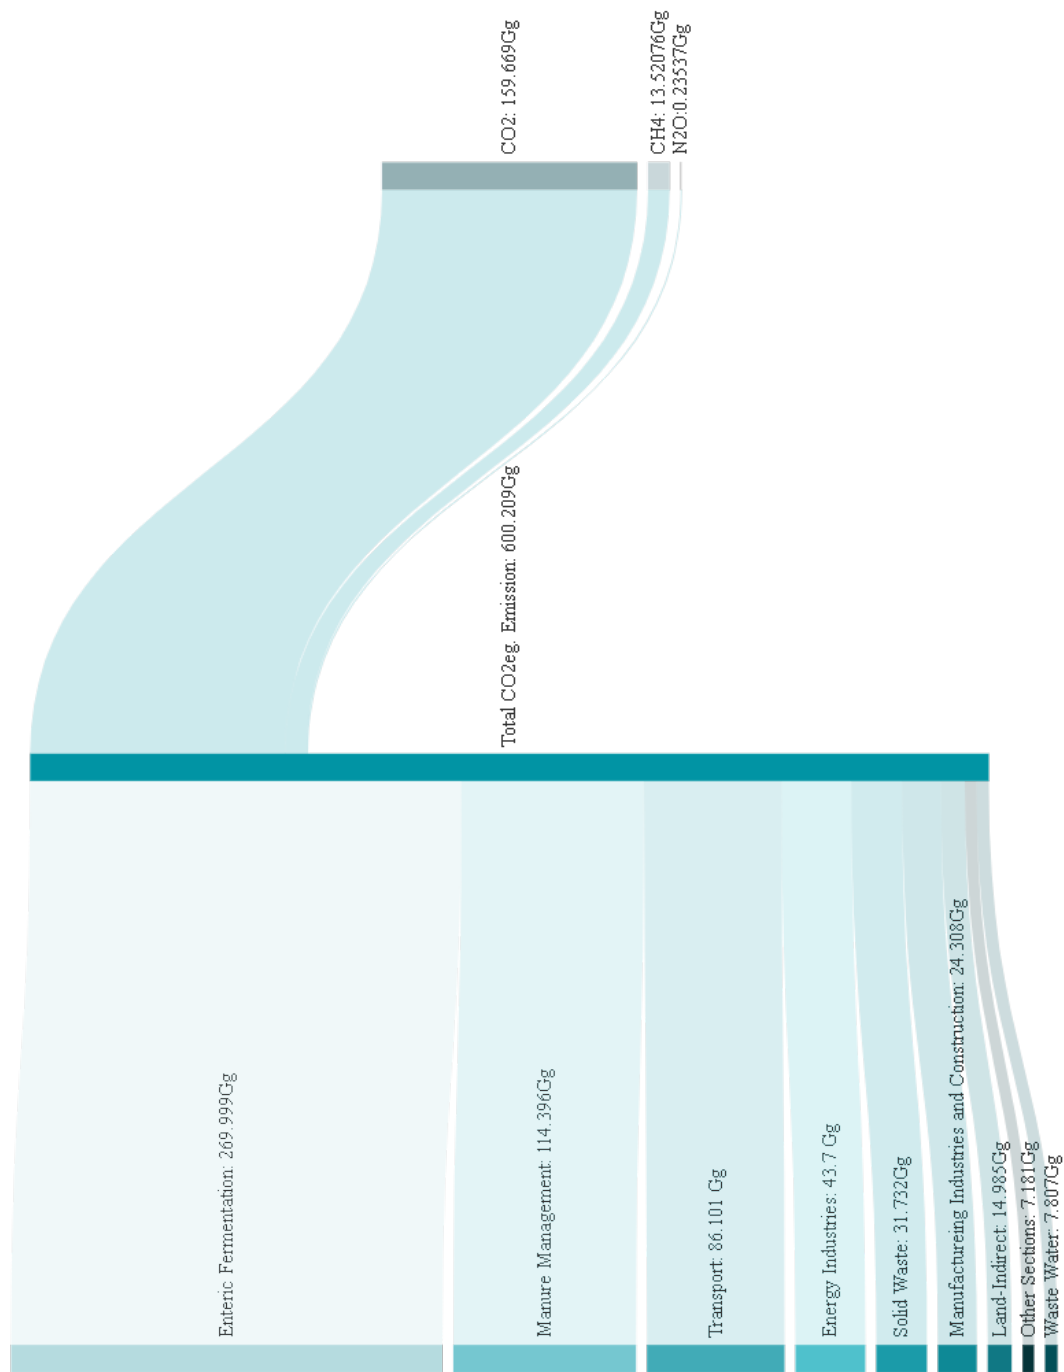 CO2: 159.669Gg
CH4: 13.52076Gg
N2O:0.23537Gg
Total CO2eg. Emission: 600.209Gg
Enteric Fermentation: 269.999Gg
Manure Management: 114.396Gg
Transport: 86.101 Gg
Energy Industries: 43.7 Gg
Solid Waste: 31.732Gg
Manufactureing Industries and Construction: 24.308Gg
Land-Indirect: 14.985Gg
Other Sections: 7.181Gg
Waste Water: 7.807Gg